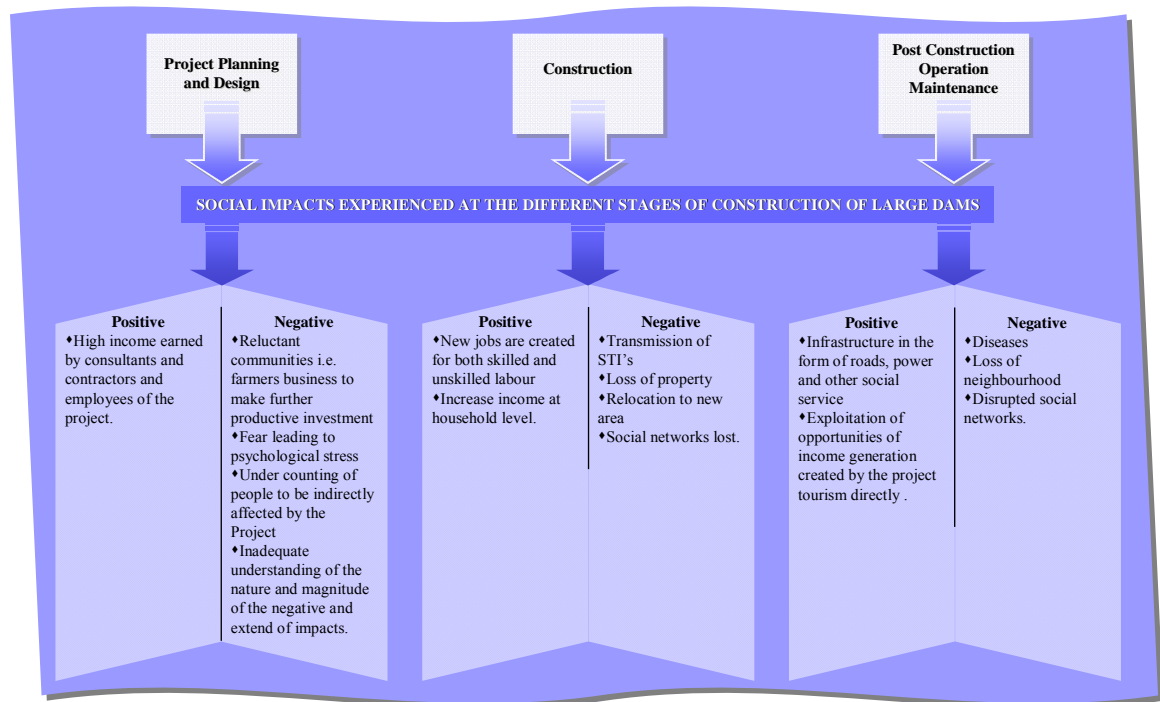 Project Planning
and Design
Construction
Post Construction
Operation
Maintenance
SOCIAL IMPACTS EXPERIENCED AT THE DIFFERENT STAGES OF CONSTRUCTION OF LARGE DAMS
Positive
♦High income earned
by consultants and
contractors and
employees of the
project.
Negative
♦Reluctant
communities i.e.
farmers business to
make further
productive investment
♦Fear leading to
psychological stress
♦Under counting of
people to be indirectly
affected by the
Project
♦Inadequate
understanding of the
nature and magnitude
of the negative and
extend of impacts.
Positive
♦New jobs are created
for both skilled and
unskilled labour
♦Increase income at
household level.
Negative
♦Transmission of
STI’s
♦Loss of property
♦Relocation to new
area
♦Social networks lost.
Positive
♦Infrastructure in the
form of roads, power
and other social
service
♦Exploitation of
opportunities of
income generation
created by the project
tourism directly .
Negative
♦Diseases
♦Loss of
neighbourhood
♦Disrupted social
networks.